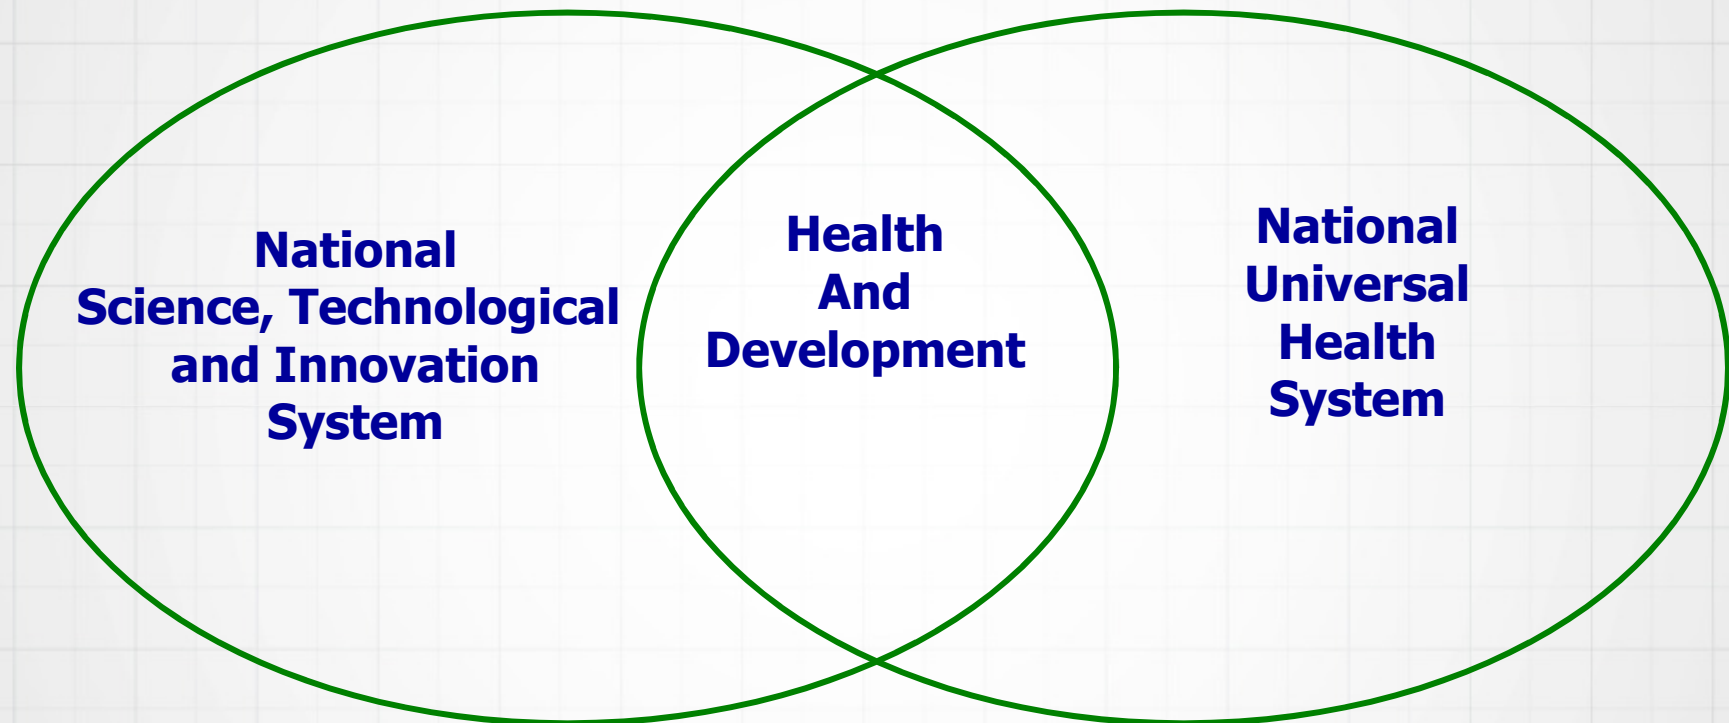 National
Science, Technological
and Innovation
System
Health
And
Development
National
Universal
Health
System